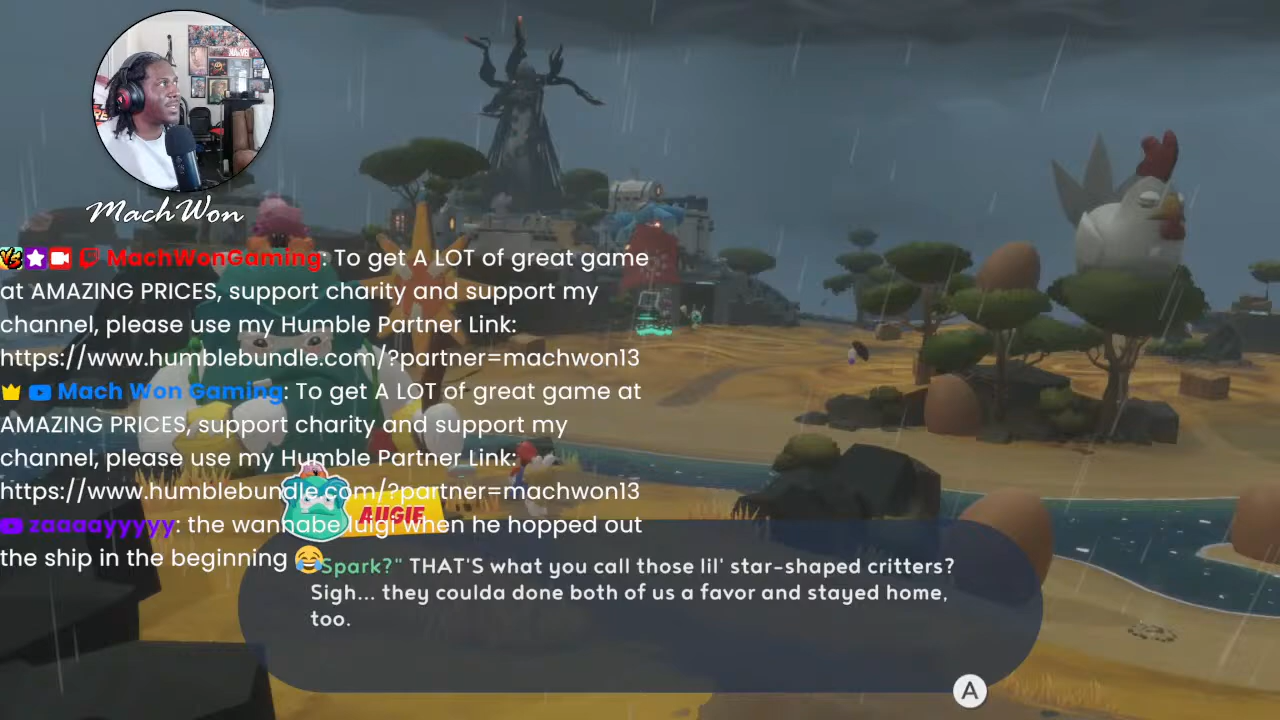 MachWon
MachWonGaming: To get A LOT of great game
at AMAZING PRICES, support charity and support my
channel, please use my Humble Partner Link:
https://www.humblebundle.com/?partner=machwon13
Mach Won Gaming: To get A LOT of great game at
AMAZING PRICES, support charity and support my
channel, please use my Humble Partner Link:
https://www.humblebundle.com/?partner=machwon13
zaaaayyyyy: the wannabe luigi when he hopped out
the ship in the beginning 😂
AUGIE
Spark?" THAT'S what you call those lil' star-shaped critters?
Sigh... they coulda done both of us a favor and stayed home,
too.
A